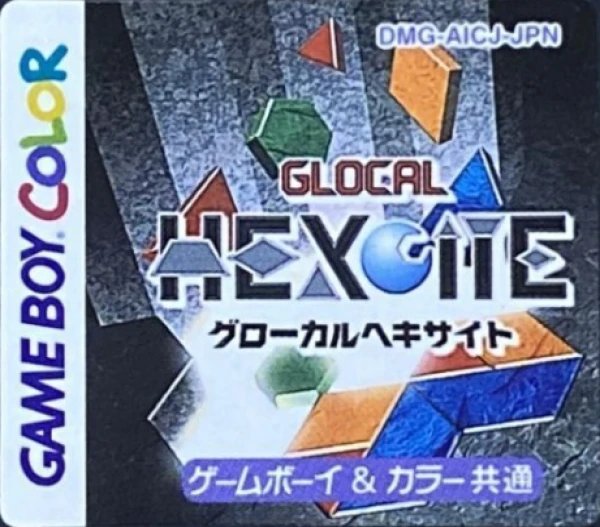 GAME BOY COLOR
DMG-AICJ-JPN
GLOCAL
HEXCITE
グローカルヘキサイト
ゲームボーイ & カラー共通